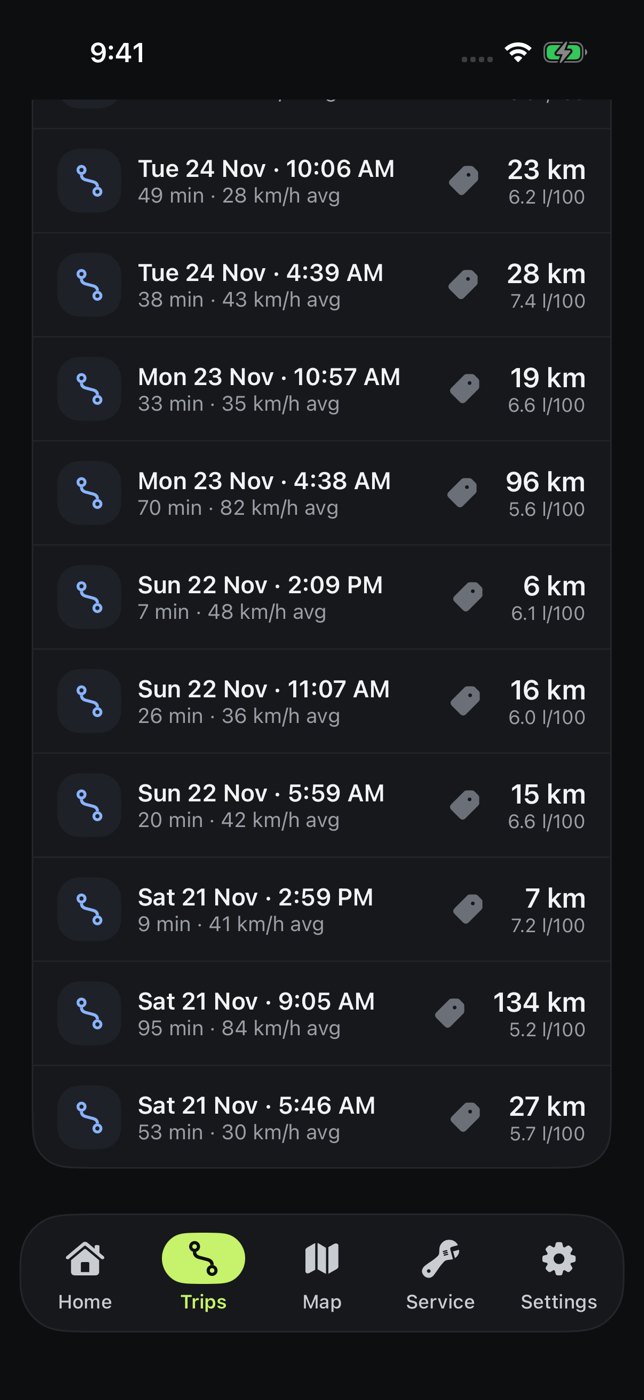 9:41
Tue 24 Nov · 10:06 AM
49 min · 28 km/h avg
23 km
6.2 l/100
Tue 24 Nov · 4:39 AM
38 min · 43 km/h avg
28 km
7.4 l/100
Mon 23 Nov · 10:57 AM
33 min · 35 km/h avg
19 km
6.6 l/100
Mon 23 Nov · 4:38 AM
70 min · 82 km/h avg
96 km
5.6 l/100
Sun 22 Nov · 2:09 PM
7 min · 48 km/h avg
6 km
6.1 l/100
Sun 22 Nov · 11:07 AM
26 min · 36 km/h avg
16 km
6.0 l/100
Sun 22 Nov · 5:59 AM
20 min · 42 km/h avg
15 km
6.6 l/100
Sat 21 Nov · 2:59 PM
9 min · 41 km/h avg
7 km
7.2 l/100
Sat 21 Nov · 9:05 AM
95 min · 84 km/h avg
134 km
5.2 l/100
Sat 21 Nov · 5:46 AM
53 min · 30 km/h avg
27 km
5.7 l/100
Home
Trips
Map
Service
Settings